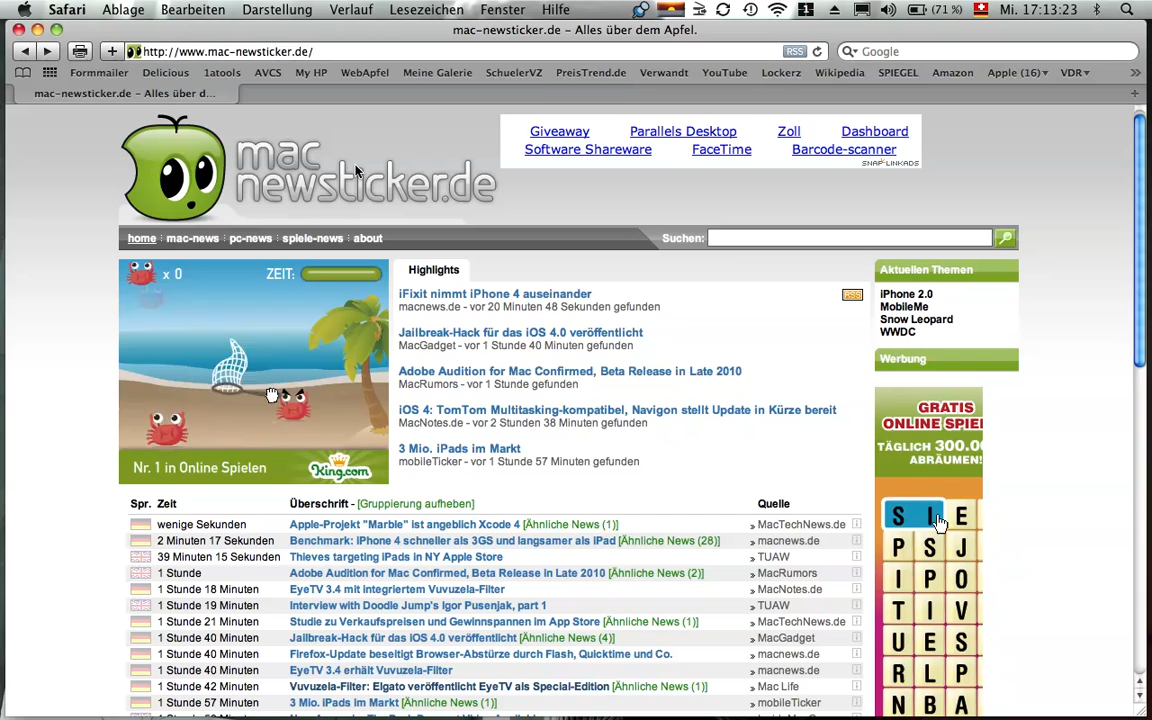 Safari Ablage Bearbeiten Darstellung Verlauf Lesezeichen Fenster Hilfe (71 %) Mi. 17:13:23
mac-newsticker.de – Alles über dem Apfel.
http://www.mac-newsticker.de/ RSS Google
Formmailer Delicious 1atools AVCS My HP WebApfel Meine Galerie SchuelerVZ PreisTrend.de Verwandt YouTube Lockerz Wikipedia SPIEGEL Amazon Apple (16) VDR
mac-newsticker.de – Alles über d...
mac
newsticker.de
Giveaway Parallels Desktop Zoll Dashboard
Software Shareware FaceTime Barcode-scanner
SNAP LINKADS
home mac-news pc-news spiele-news about Suchen:
x 0 ZEIT:
Nr. 1 in Online Spielen King.com
Highlights
iFixit nimmt iPhone 4 auseinander
macnews.de - vor 20 Minuten 48 Sekunden gefunden
Jailbreak-Hack für das iOS 4.0 veröffentlicht
MacGadget - vor 1 Stunde 40 Minuten gefunden
Adobe Audition for Mac Confirmed, Beta Release in Late 2010
MacRumors - vor 1 Stunde gefunden
iOS 4: TomTom Multitasking-kompatibel, Navigon stellt Update in Kürze bereit
MacNotes.de - vor 2 Stunden 38 Minuten gefunden
3 Mio. iPads im Markt
mobileTicker - vor 1 Stunde 57 Minuten gefunden
Aktuellen Themen
iPhone 2.0
MobileMe
Snow Leopard
WWDC
Werbung
GRATIS
ONLINE SPIE
TÄGLICH 300.0
ABRÄUMEN!
S I E
P S J
I P O
T I V
U E S
R L P
N B A
Spr. Zeit Überschrift - [Gruppierung aufheben] Quelle
wenige Sekunden Apple-Projekt "Marble" ist angeblich Xcode 4 [Ähnliche News (1)] » MacTechNews.de
2 Minuten 17 Sekunden Benchmark: iPhone 4 schneller als 3GS und langsamer als iPad [Ähnliche News (28)] » macnews.de
39 Minuten 15 Sekunden Thieves targeting iPads in NY Apple Store » TUAW
1 Stunde Adobe Audition for Mac Confirmed, Beta Release in Late 2010 [Ähnliche News (2)] » MacRumors
1 Stunde 18 Minuten EyeTV 3.4 mit integriertem Vuvuzela-Filter » MacNotes.de
1 Stunde 19 Minuten Interview with Doodle Jump's Igor Pusenjak, part 1 » TUAW
1 Stunde 21 Minuten Studie zu Verkaufspreisen und Gewinnspannen im App Store [Ähnliche News (1)] » MacTechNews.de
1 Stunde 40 Minuten Jailbreak-Hack für das iOS 4.0 veröffentlicht [Ähnliche News (4)] » MacGadget
1 Stunde 40 Minuten Firefox-Update beseitigt Browser-Abstürze durch Flash, Quicktime und Co. » macnews.de
1 Stunde 40 Minuten EyeTV 3.4 erhält Vuvuzela-Filter » macnews.de
1 Stunde 42 Minuten Vuvuzela-Filter: Elgato veröffentlicht EyeTV als Special-Edition [Ähnliche News (1)] » Mac Life
1 Stunde 57 Minuten 3 Mio. iPads im Markt [Ähnliche News (1)] » mobileTicker